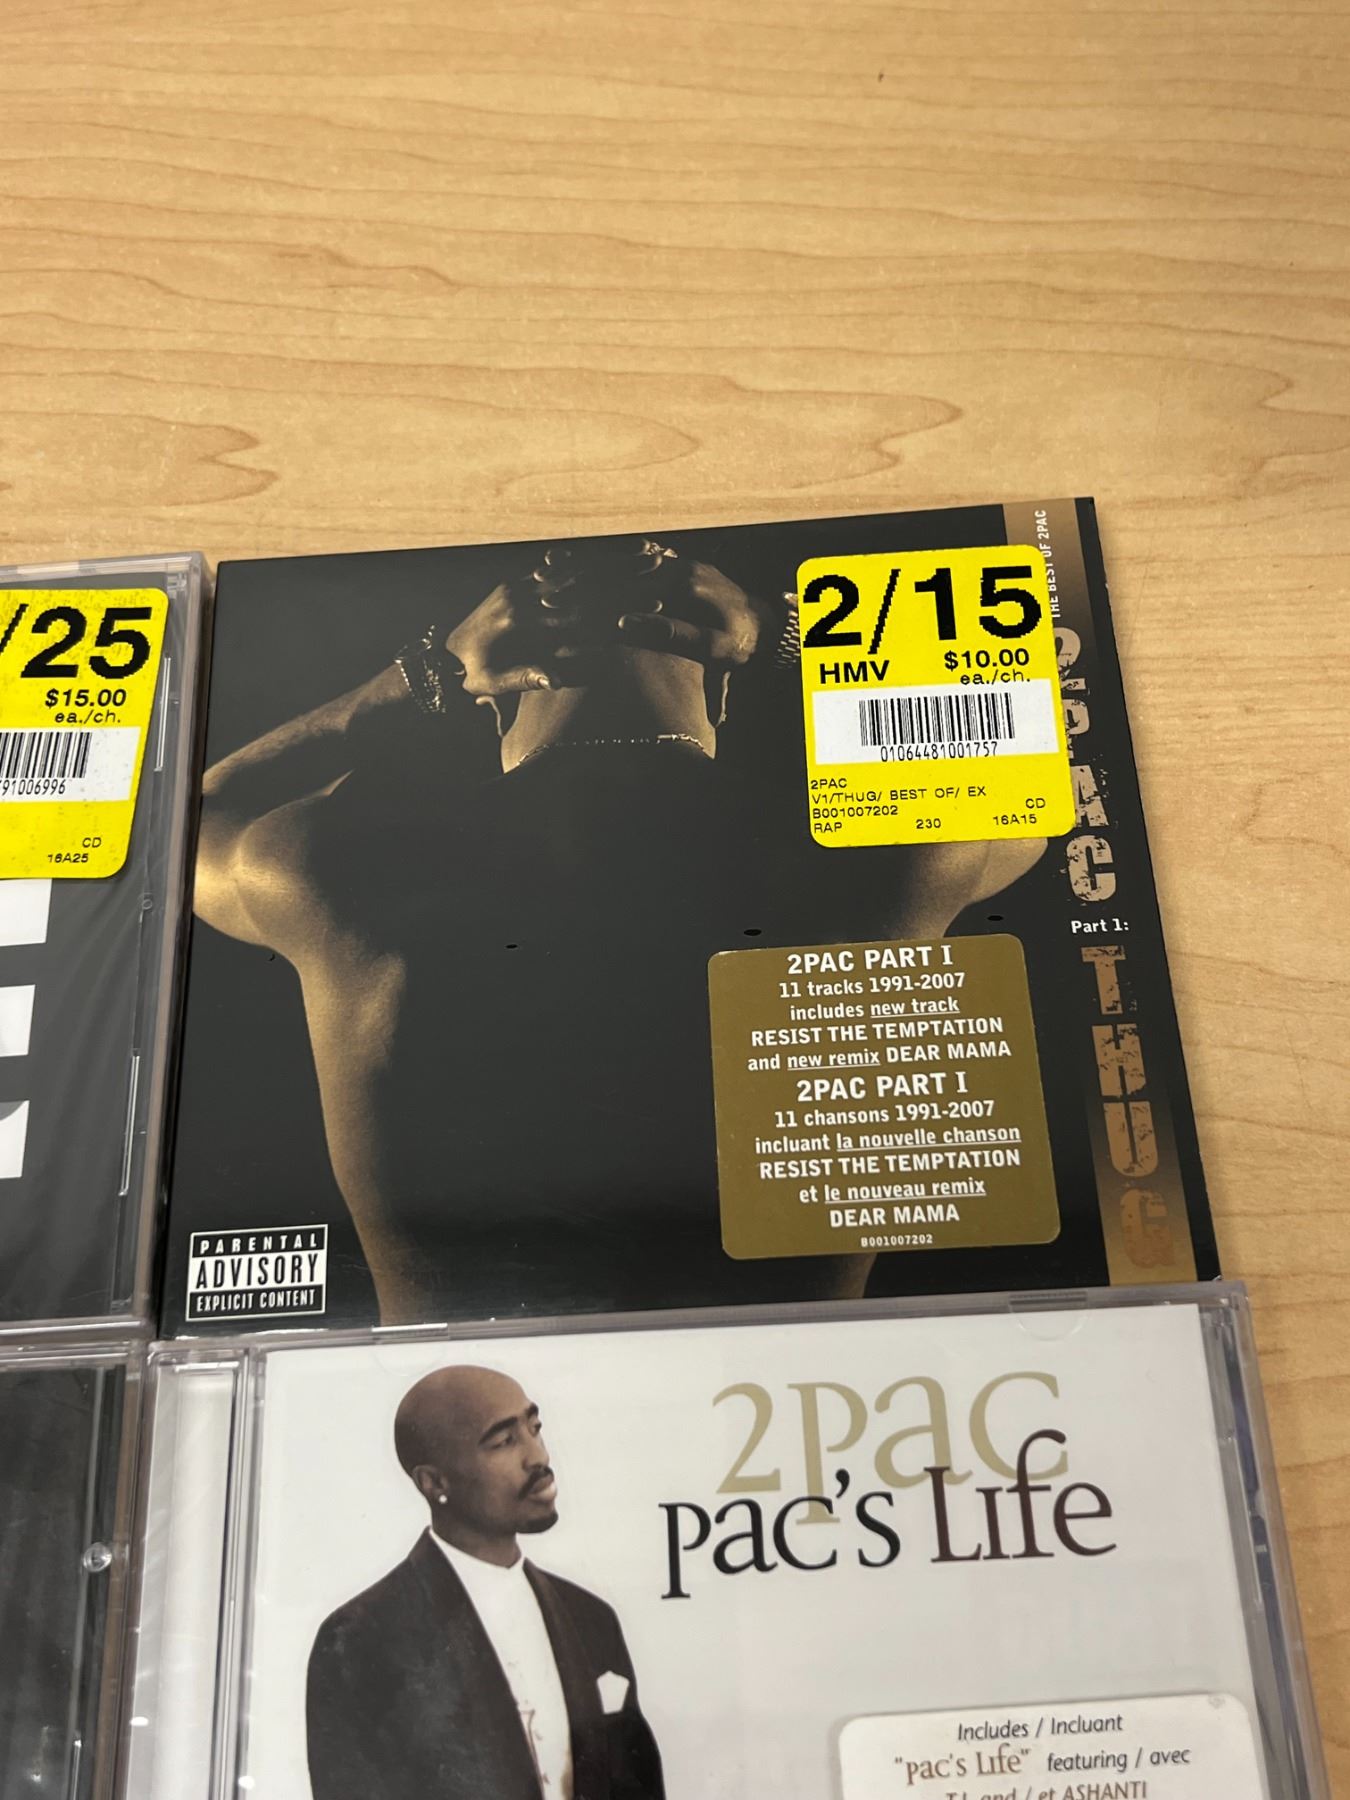 /25
$15.00
ea./ch.
91006996
CD
16A25
THE BEST OF 2PAC
2PAC
Part 1:
THUG
2/15
HMV $10.00
ea./ch.
01064481001757
2PAC
V1/THUG/ BEST OF/ EX
B001007202 CD
RAP 230 16A15
2PAC PART I
11 tracks 1991-2007
includes new track
RESIST THE TEMPTATION
and new remix DEAR MAMA
2PAC PART I
11 chansons 1991-2007
incluant la nouvelle chanson
RESIST THE TEMPTATION
et le nouveau remix
DEAR MAMA
B001007202
PARENTAL
ADVISORY
EXPLICIT CONTENT
2PAC
PAC'S LIFE
Includes / Incluant
"PAC'S LIFE" featuring / avec
T.I. and / et ASHANTI